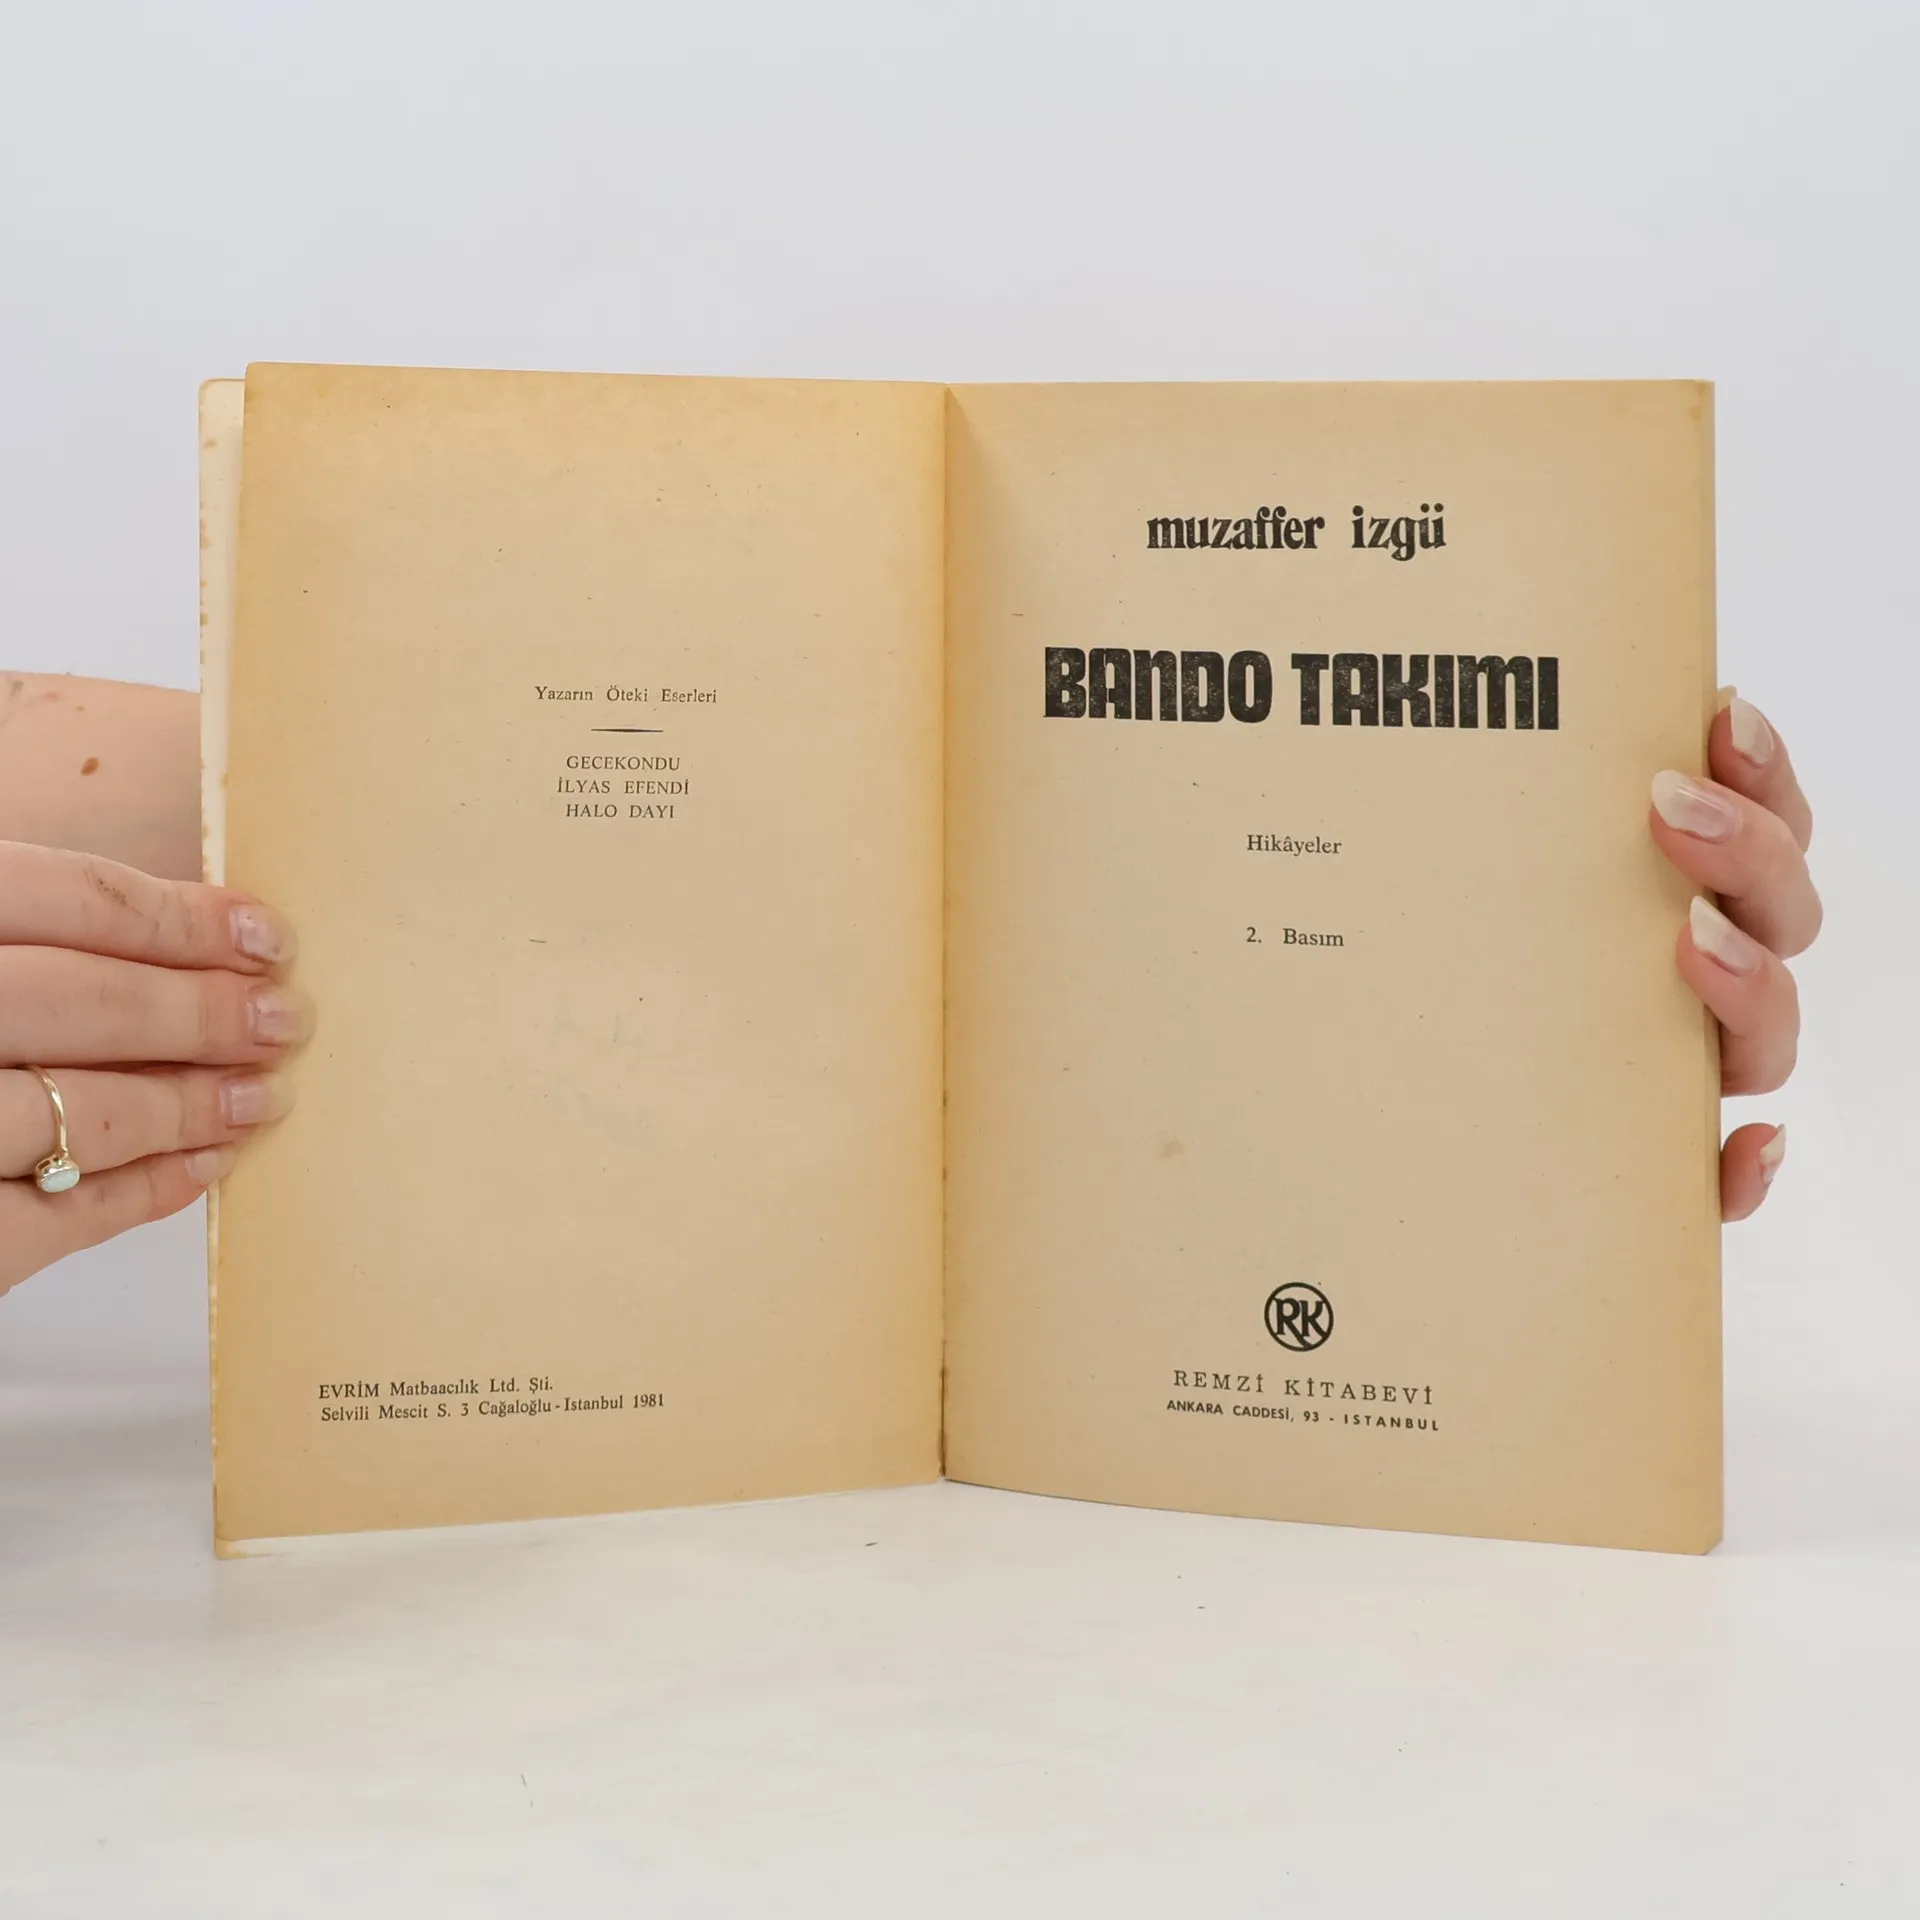 Yazarın Öteki Eserleri
GECEKONDU
İLYAS EFENDİ
HALO DAYI
EVRİM Matbaacılık Ltd. Şti.
Selvili Mescit S. 3 Cağaloğlu - Istanbul 1981
muzaffer izgü
BANDO TAKIMI
Hikâyeler
2. Basım
RK
REMZİ KİTABEVİ
ANKARA CADDESİ, 93 - ISTANBUL